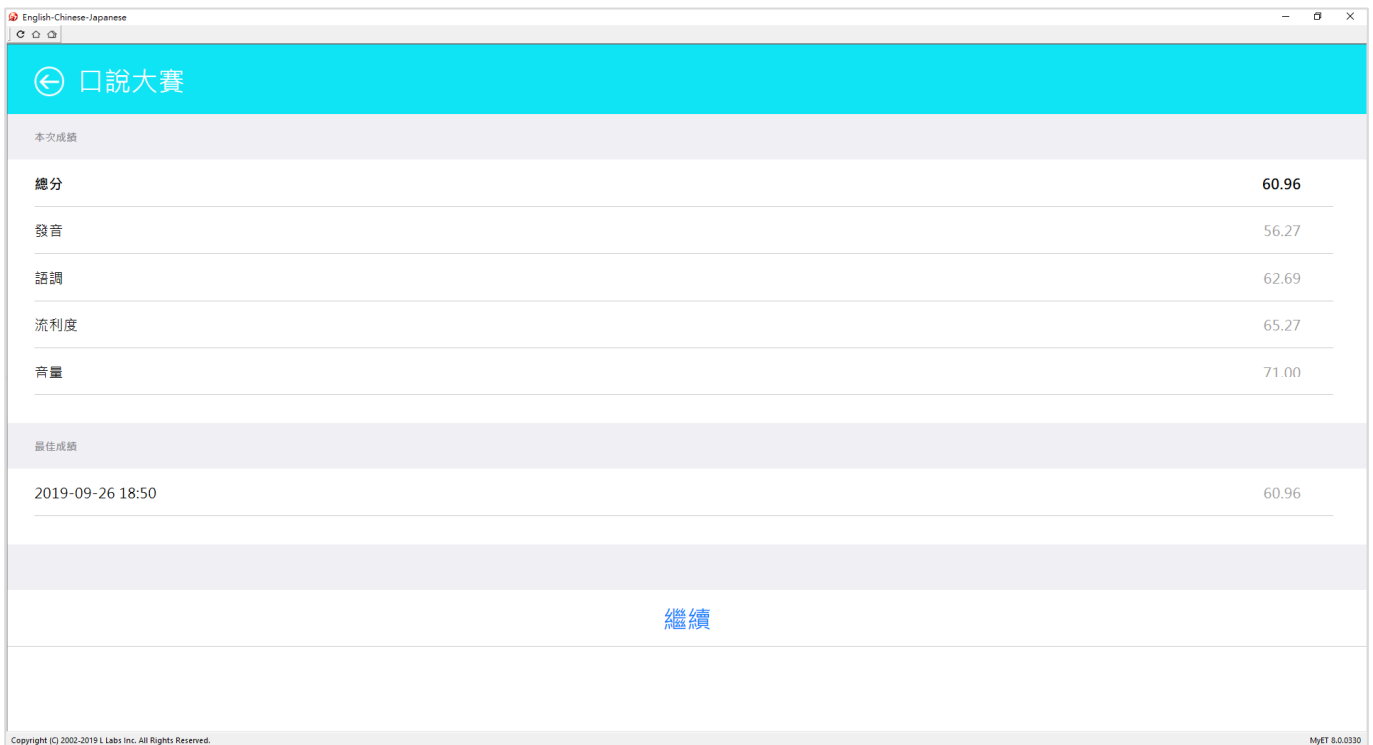 English-Chinese-Japanese
口說大賽
本次成績
總分 60.96
發音 56.27
語調 62.69
流利度 65.27
音量 71.00
最佳成績
2019-09-26 18:50 60.96
繼續
Copyright (C) 2002-2019 L Labs Inc. All Rights Reserved. MyET 8.0.0330